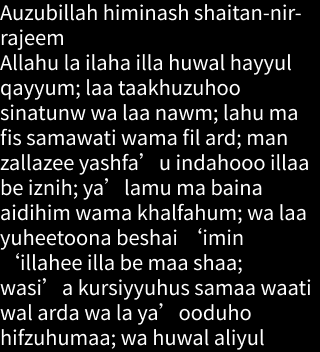 Auzubillah himinash shaitan-nir-
rajeem
Allahu la ilaha illa huwal hayyul
qayyum; laa taakhuzuhoo
sinatunw wa laa nawm; lahu ma
fis samawati wama fil ard; man
zallazee yashfa’u indahooo illaa
be iznih; ya’lamu ma baina
aidihim wama khalfahum; wa laa
yuheetoona beshai ‘imin
‘illahee illa be maa shaa;
wasi’a kursiyyuhus samaa waati
wal arda wa la ya’ooduho
hifzuhumaa; wa huwal aliyul